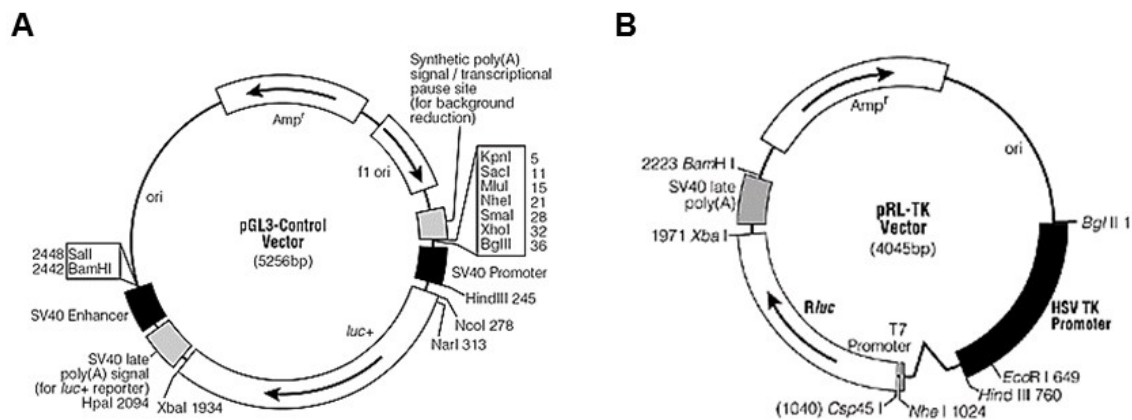 A
Synthetic poly(A)
signal / transcriptional
pause site
(for background
reduction)
Ampr
f1 ori
KpnI 5
SacI 11
MluI 15
NheI 21
SmaI 28
XhoI 32
BglII 36
ori
pGL3-Control
Vector
(5256bp)
2448 SalI
2442 BamHI
SV40 Promoter
HindIII 245
SV40 Enhancer
NcoI 278
luc+
NarI 313
SV40 late
poly(A) signal
(for luc+ reporter)
HpaI 2094
XbaI 1934
B
Ampr
ori
2223 BamH I
SV40 late
poly(A)
pRL-TK
Vector
(4045bp)
Bgl II 1
1971 Xba I
Rluc
T7
Promoter
HSV TK
Promoter
EcoR I 649
Hind III 760
(1040) Csp45 I
Nhe I 1024